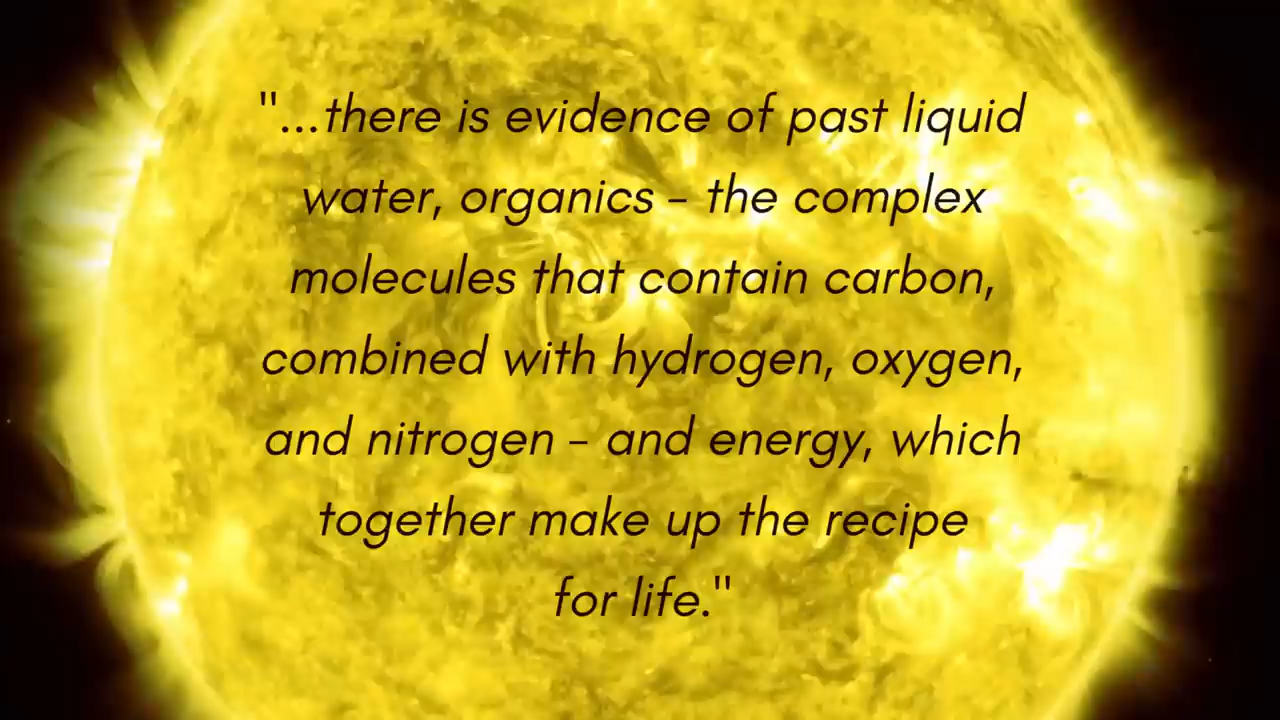 "...there is evidence of past liquid
water, organics - the complex
molecules that contain carbon,
combined with hydrogen, oxygen,
and nitrogen - and energy, which
together make up the recipe
for life."